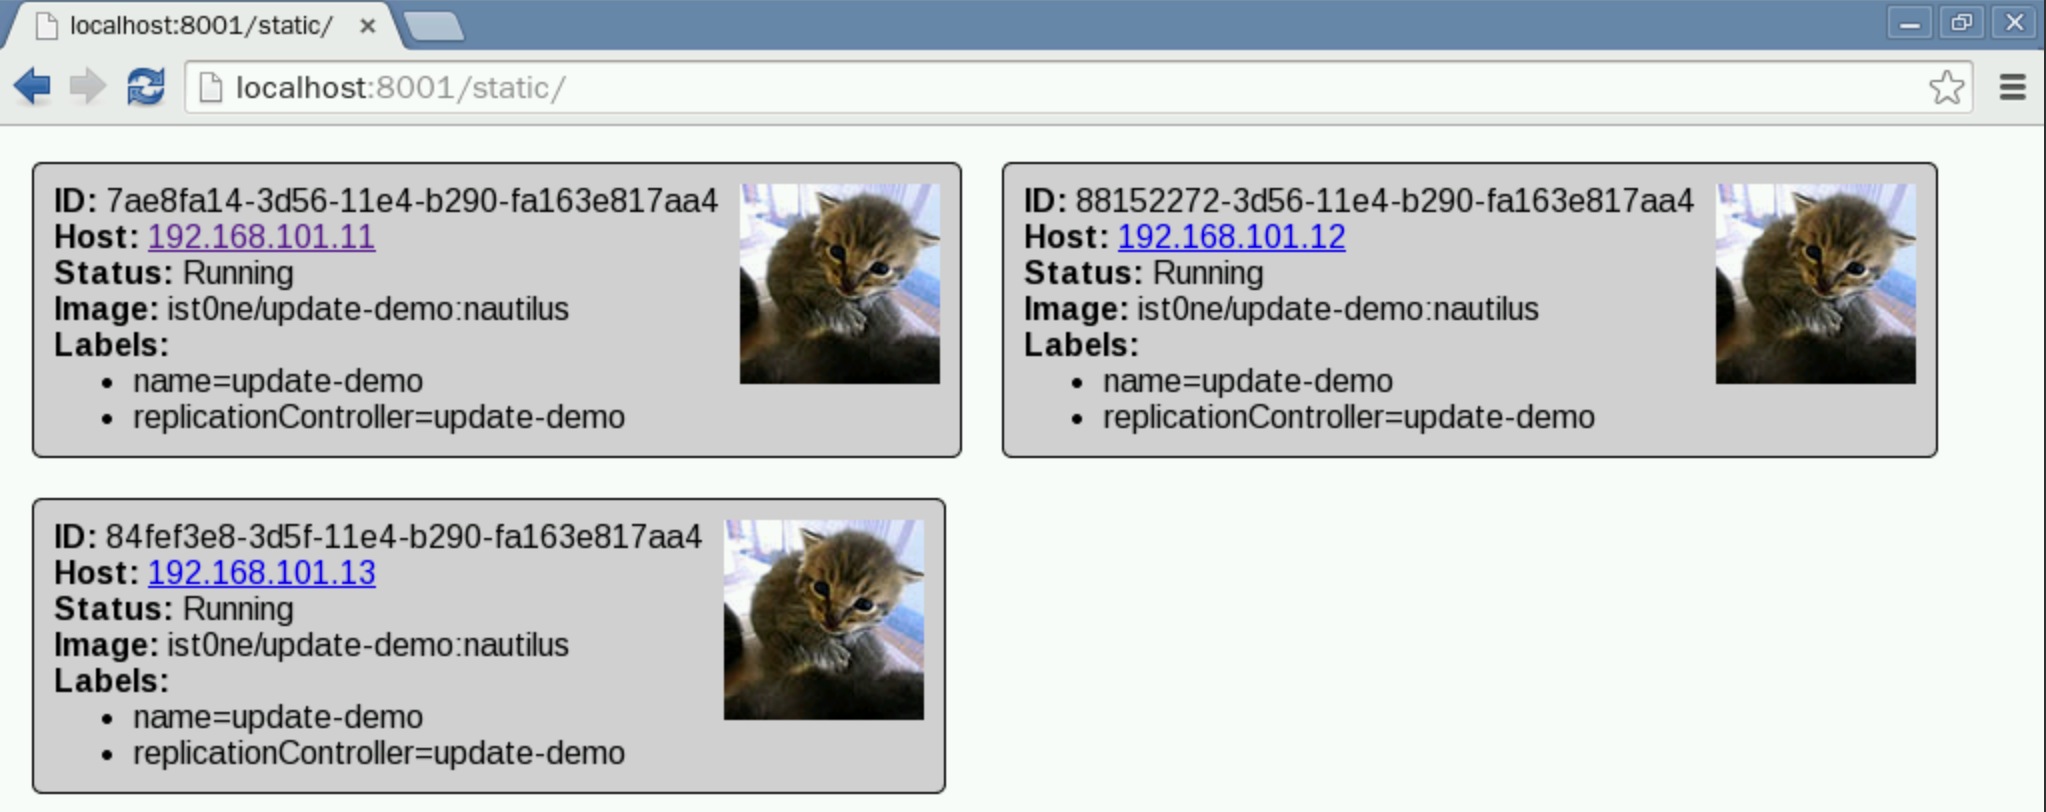 localhost:8001/static/
localhost:8001/static/
ID: 7ae8fa14-3d56-11e4-b290-fa163e817aa4
Host: 192.168.101.11
Status: Running
Image: ist0ne/update-demo:nautilus
Labels:
• name=update-demo
• replicationController=update-demo
ID: 88152272-3d56-11e4-b290-fa163e817aa4
Host: 192.168.101.12
Status: Running
Image: ist0ne/update-demo:nautilus
Labels:
• name=update-demo
• replicationController=update-demo
ID: 84fef3e8-3d5f-11e4-b290-fa163e817aa4
Host: 192.168.101.13
Status: Running
Image: ist0ne/update-demo:nautilus
Labels:
• name=update-demo
• replicationController=update-demo